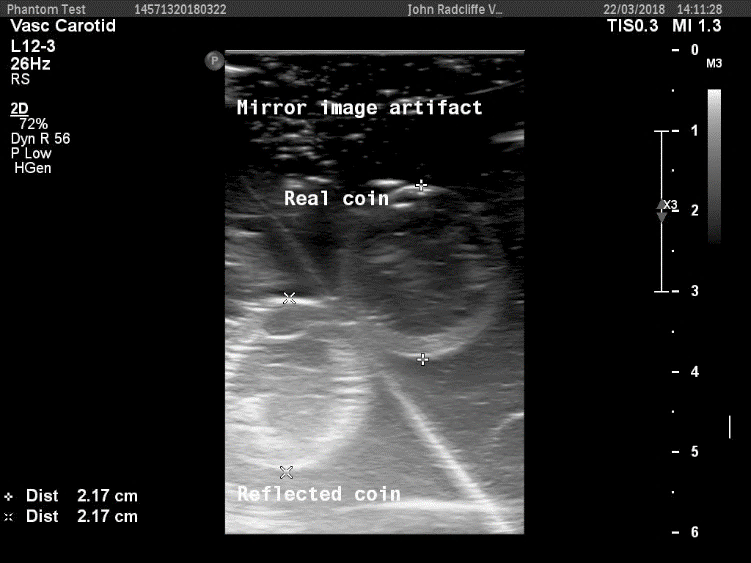 Phantom Test 14571320180322 John Radcliffe V... 22/03/2018 14:11:28
Vasc Carotid TIS0.3 MI 1.3
L12-3
26Hz
RS
2D
72%
Dyn R 56
P Low
HGen
P
Mirror image artifact
Real coin
Reflected coin
Dist 2.17 cm
Dist 2.17 cm
M3
X3
0
1
2
3
4
5
6